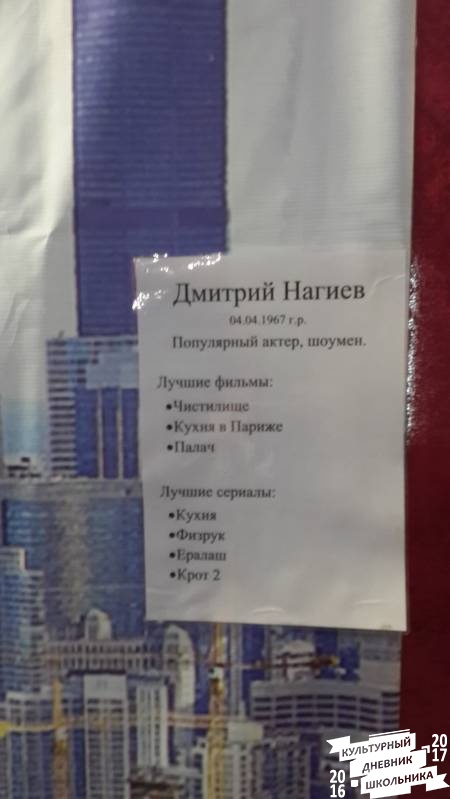 Дмитрий Нагиев
04.04.1967 г.р.
Популярный актер, шоумен.
Лучшие фильмы:
•Чистилище
•Кухня в Париже
•Палач
Лучшие сериалы:
•Кухня
•Физрук
•Ералаш
•Крот 2
КУЛЬТУРНЫЙ
ДНЕВНИК
ШКОЛЬНИКА
2016
2017